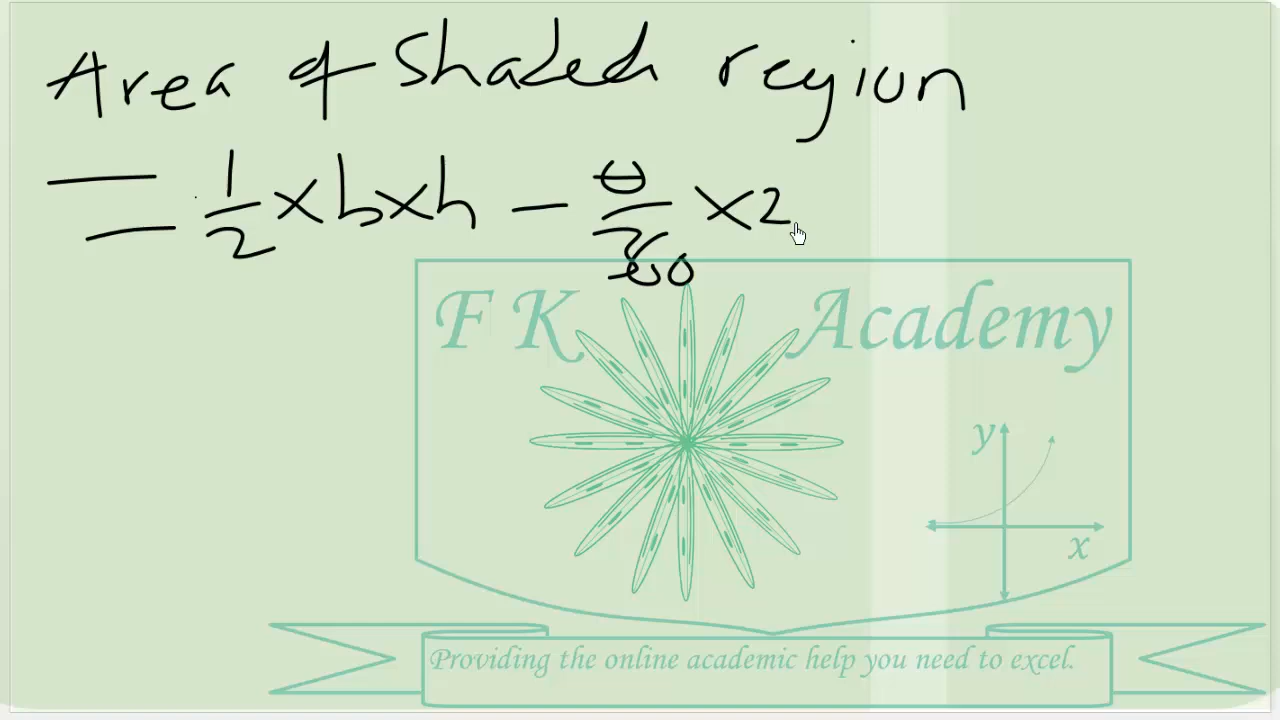 Area of Shaded region
= 1/2 × b × h − θ/360 × 2
F K Academy
y
x
Providing the online academic help you need to excel.